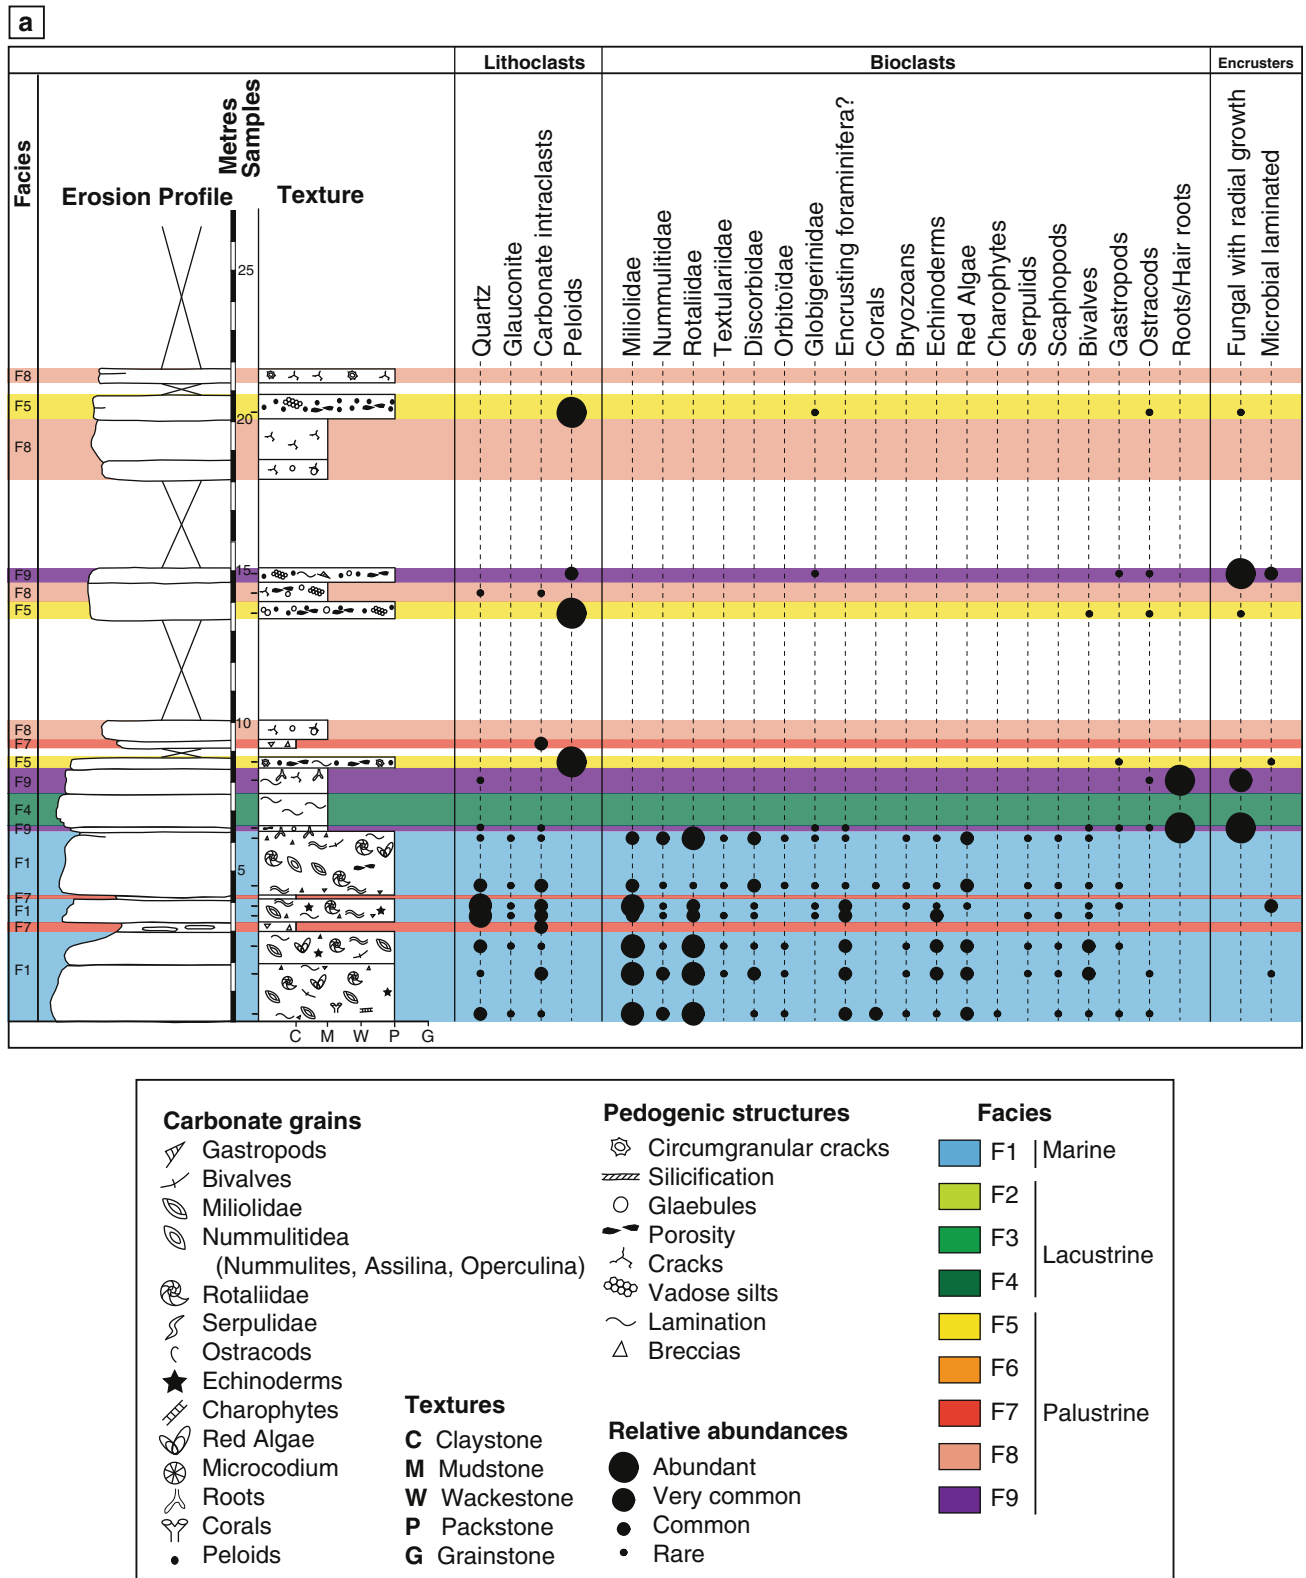 a
Lithoclasts
Bioclasts
Encrusters
Facies
Erosion Profile
Metres
Samples
Texture
Quartz
Glauconite
Carbonate intraclasts
Peloids
Miliolidae
Nummulitidae
Rotaliidae
Textulariidae
Discorbidae
Orbitoïdae
Globigerinidae
Encrusting foraminifera?
Corals
Bryozoans
Echinoderms
Red Algae
Charophytes
Serpulids
Scaphopods
Bivalves
Gastropods
Ostracods
Roots/Hair roots
Fungal with radial growth
Microbial laminated
25
F8
F5
20
F8
F9
15
F8
F5
F8
10
F7
F5
F9
F4
F9
F1
5
F7
F1
F7
F1
C M W P G
Carbonate grains
Gastropods
Bivalves
Miliolidae
Nummulitidea
(Nummulites, Assilina, Operculina)
Rotaliidae
Serpulidae
Ostracods
Echinoderms
Charophytes
Red Algae
Microcodium
Roots
Corals
Peloids
Textures
C Claystone
M Mudstone
W Wackestone
P Packstone
G Grainstone
Pedogenic structures
Circumgranular cracks
Silicification
Glaebules
Porosity
Cracks
Vadose silts
Lamination
Breccias
Relative abundances
Abundant
Very common
Common
Rare
Facies
F1 Marine
F2
F3
Lacustrine
F4
F5
F6
F7 Palustrine
F8
F9